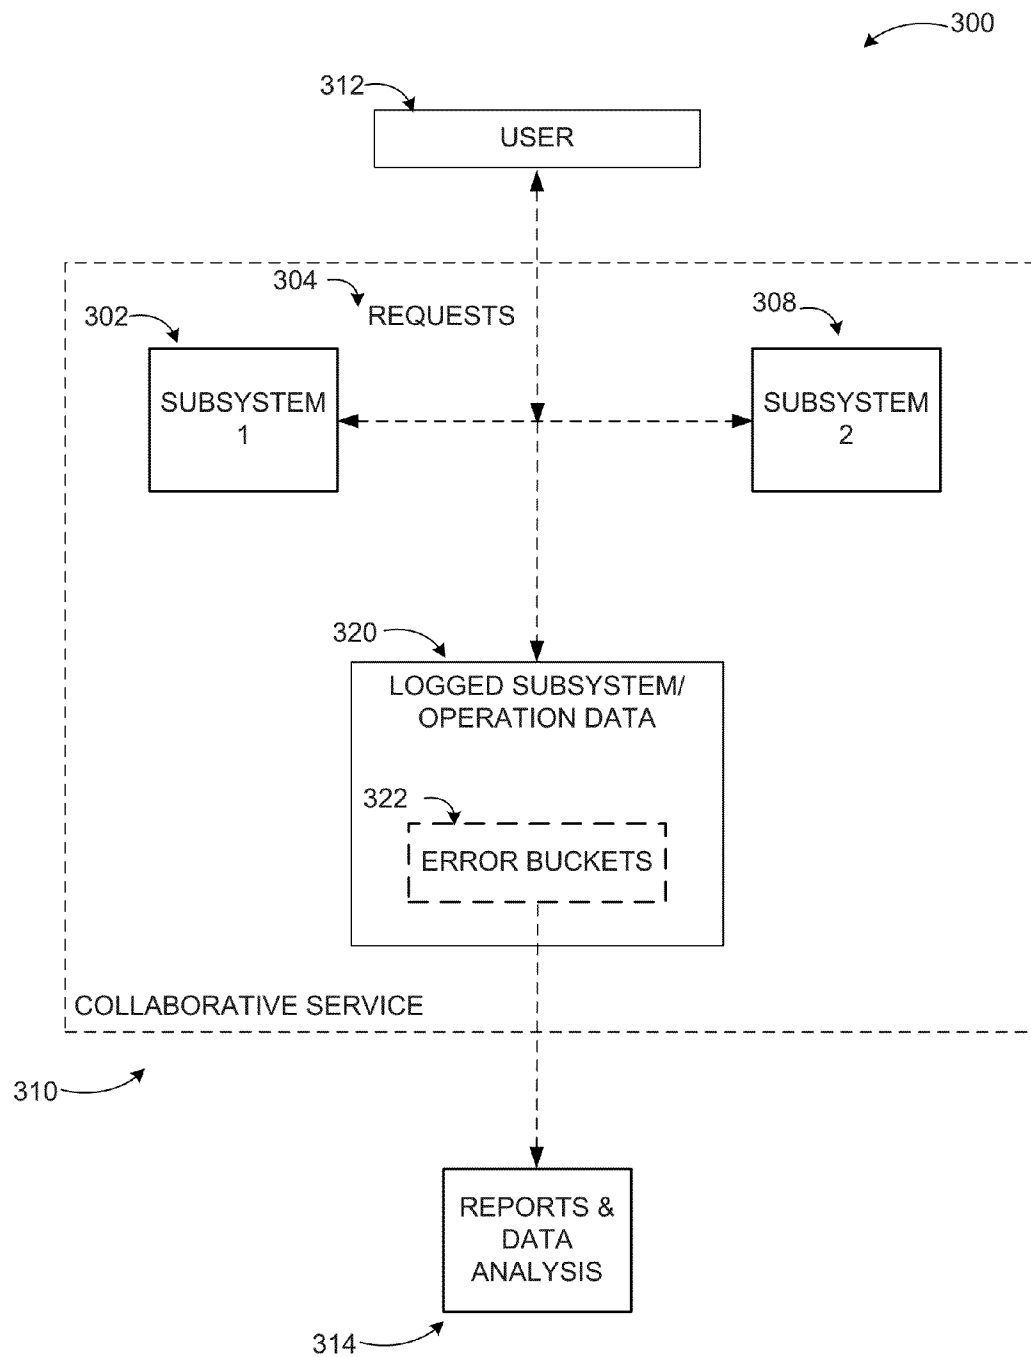 300
312
USER
304
REQUESTS
302
308
SUBSYSTEM
1
SUBSYSTEM
2
320
LOGGED SUBSYSTEM/
OPERATION DATA
322
ERROR BUCKETS
COLLABORATIVE SERVICE
310
REPORTS &
DATA
ANALYSIS
314